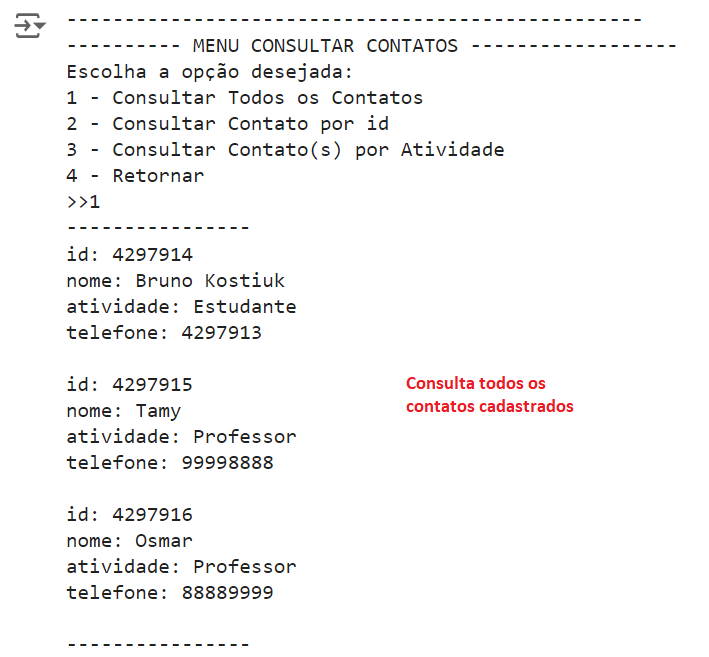 --------------------------------------------------
---------- MENU CONSULTAR CONTATOS ------------------
Escolha a opção desejada:
1 - Consultar Todos os Contatos
2 - Consultar Contato por id
3 - Consultar Contato(s) por Atividade
4 - Retornar
>>1
----------------
id: 4297914
nome: Bruno Kostiuk
atividade: Estudante
telefone: 4297913
id: 4297915
nome: Tamy
atividade: Professor
telefone: 99998888
Consulta todos os
contatos cadastrados
id: 4297916
nome: Osmar
atividade: Professor
telefone: 88889999
----------------